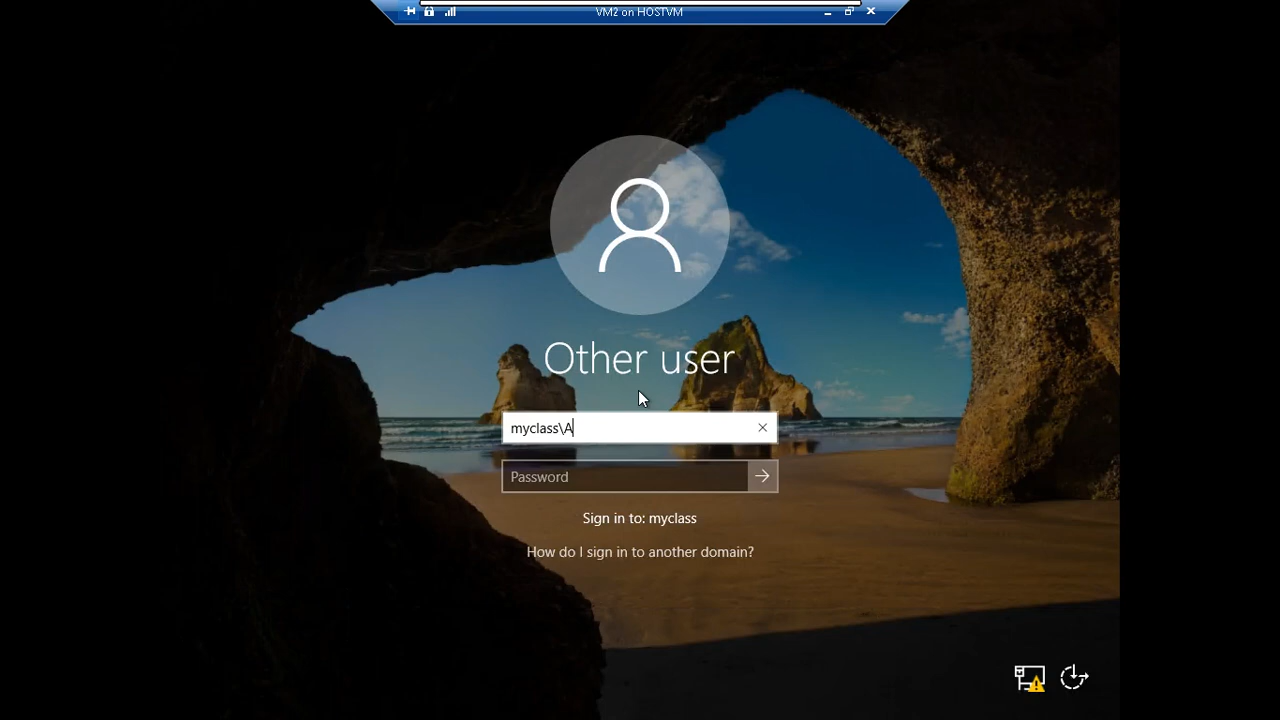 VM2 on HOSTVM
Other user
myclass\A
Password
Sign in to: myclass
How do I sign in to another domain?